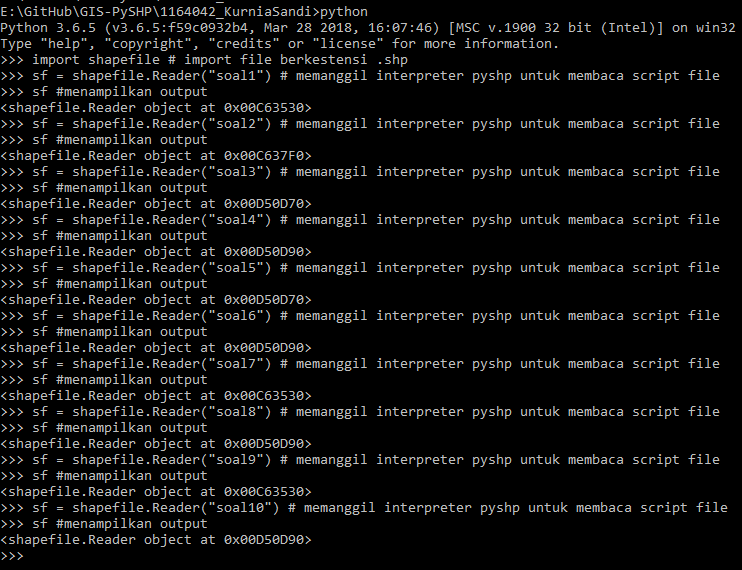 E:\GitHub\GIS-PySHP\1164042_KurniaSandi>python
Python 3.6.5 (v3.6.5:f59c0932b4, Mar 28 2018, 16:07:46) [MSC v.1900 32 bit (Intel)] on win32
Type "help", "copyright", "credits" or "license" for more information.
>>> import shapefile # import file berkestensi .shp
>>> sf = shapefile.Reader("soal1") # memanggil interpreter pyshp untuk membaca script file
>>> sf #menampilkan output
<shapefile.Reader object at 0x00C63530>
>>> sf = shapefile.Reader("soal2") # memanggil interpreter pyshp untuk membaca script file
>>> sf #menampilkan output
<shapefile.Reader object at 0x00C637F0>
>>> sf = shapefile.Reader("soal3") # memanggil interpreter pyshp untuk membaca script file
>>> sf #menampilkan output
<shapefile.Reader object at 0x00D50D70>
>>> sf = shapefile.Reader("soal4") # memanggil interpreter pyshp untuk membaca script file
>>> sf #menampilkan output
<shapefile.Reader object at 0x00D50D90>
>>> sf = shapefile.Reader("soal5") # memanggil interpreter pyshp untuk membaca script file
>>> sf #menampilkan output
<shapefile.Reader object at 0x00D50D70>
>>> sf = shapefile.Reader("soal6") # memanggil interpreter pyshp untuk membaca script file
>>> sf #menampilkan output
<shapefile.Reader object at 0x00D50D90>
>>> sf = shapefile.Reader("soal7") # memanggil interpreter pyshp untuk membaca script file
>>> sf #menampilkan output
<shapefile.Reader object at 0x00C63530>
>>> sf = shapefile.Reader("soal8") # memanggil interpreter pyshp untuk membaca script file
>>> sf #menampilkan output
<shapefile.Reader object at 0x00D50D90>
>>> sf = shapefile.Reader("soal9") # memanggil interpreter pyshp untuk membaca script file
>>> sf #menampilkan output
<shapefile.Reader object at 0x00C63530>
>>> sf = shapefile.Reader("soal10") # memanggil interpreter pyshp untuk membaca script file
>>> sf #menampilkan output
<shapefile.Reader object at 0x00D50D90>
>>>